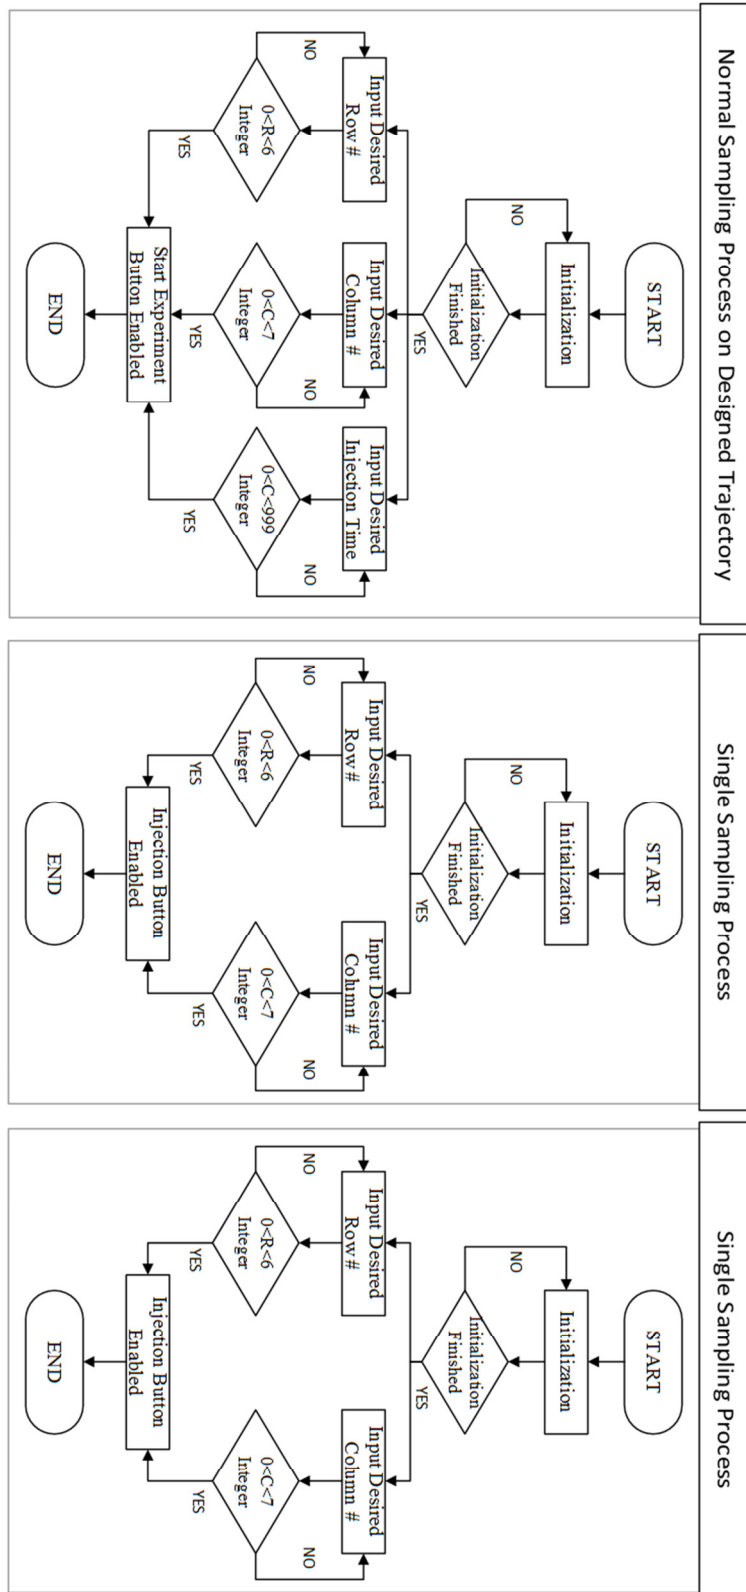 Normal Sampling Process on Designed Trajectory
START
Initialization
NO
Initialization
Finished
YES
Input Desired
Row #
Input Desired
Column #
Input Desired
Injection Time
NO
0<R<6
Integer
YES
0<C<7
Integer
NO
YES
0<C<999
Integer
NO
YES
Start Experiment
Button Enabled
END
Single Sampling Process
START
Initialization
NO
Initialization
Finished
YES
Input Desired
Row #
Input Desired
Column #
NO
0<R<6
Integer
YES
0<C<7
Integer
NO
YES
Injection Button
Enabled
END
Single Sampling Process
START
Initialization
NO
Initialization
Finished
YES
Input Desired
Row #
Input Desired
Column #
NO
0<R<6
Integer
YES
0<C<7
Integer
NO
YES
Injection Button
Enabled
END